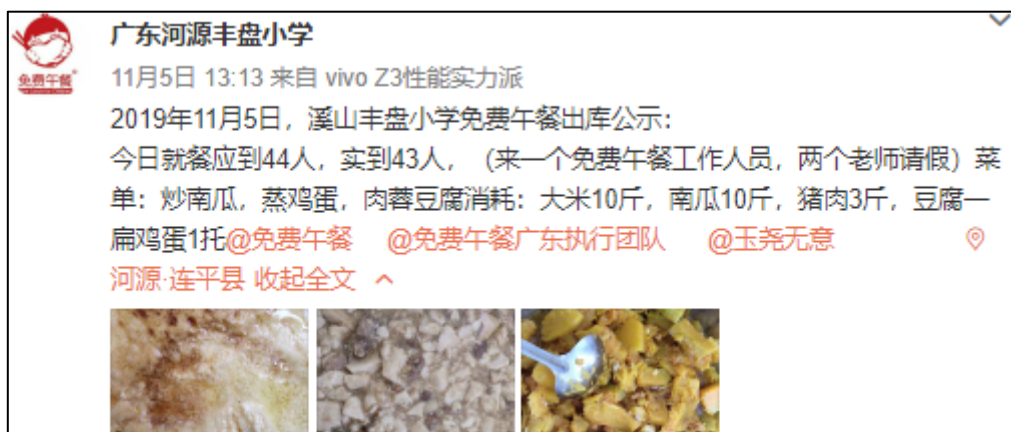 广东河源丰盘小学
免费午餐
11月5日 13:13 来自 vivo Z3性能实力派
2019年11月5日，溪山丰盘小学免费午餐出库公示：
今日就餐应到44人，实到43人，（来一个免费午餐工作人员，两个老师请假）菜
单：炒南瓜，蒸鸡蛋，肉蓉豆腐消耗：大米10斤，南瓜10斤，猪肉3斤，豆腐一
扁鸡蛋1托@免费午餐 @免费午餐广东执行团队 @玉尧无意
河源·连平县 收起全文